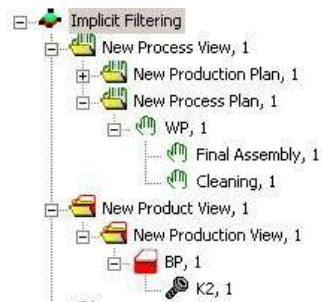 Implicit Filtering
New Process View, 1
New Production Plan, 1
New Process Plan, 1
WP, 1
Final Assembly, 1
Cleaning, 1
New Product View, 1
New Production View, 1
BP, 1
K2, 1